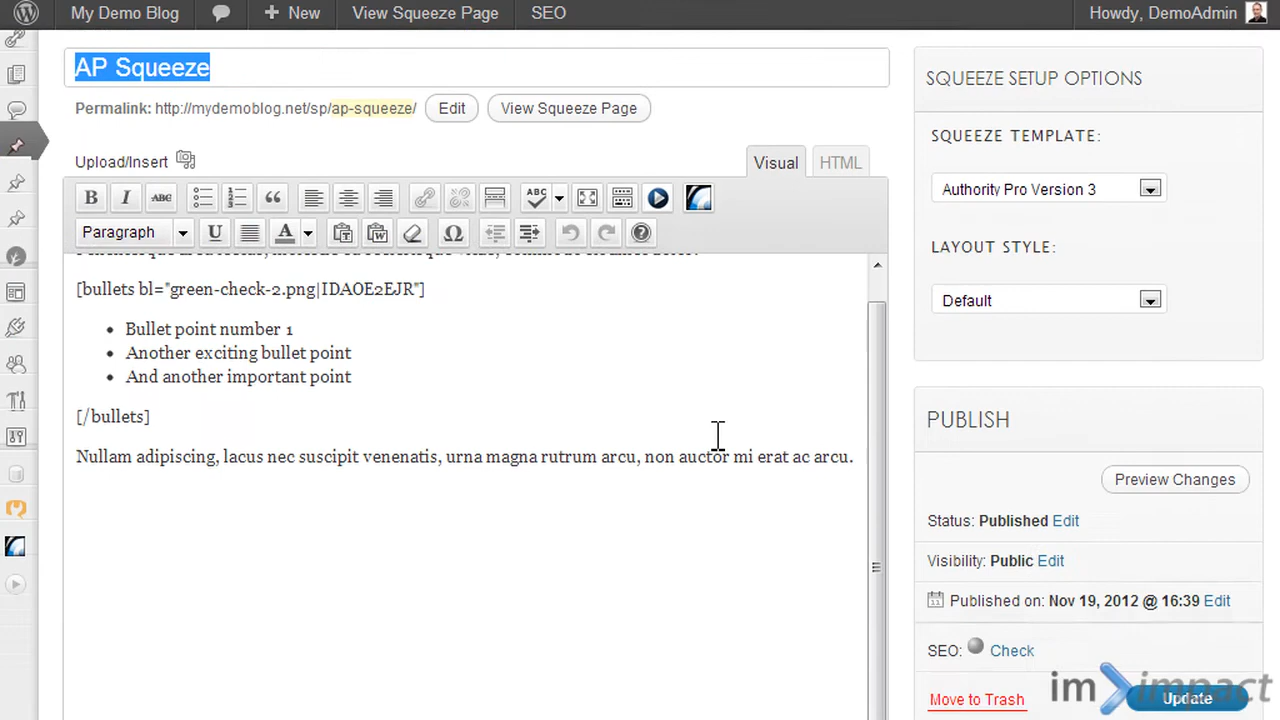 My Demo Blog
New
View Squeeze Page
SEO
Howdy, DemoAdmin
AP Squeeze
Permalink: http://mydemoblog.net/sp/ap-squeeze/
Edit
View Squeeze Page
Upload/Insert
Visual
HTML
B
I
ABC
ABC
Paragraph
U
A
[bullets bl="green-check-2.png|IDAOE2EJR"]
• Bullet point number 1
• Another exciting bullet point
• And another important point
[/bullets]
Nullam adipiscing, lacus nec suscipit venenatis, urna magna rutrum arcu, non auctor mi erat ac arcu.
SQUEEZE SETUP OPTIONS
SQUEEZE TEMPLATE:
Authority Pro Version 3
LAYOUT STYLE:
Default
PUBLISH
Preview Changes
Status: Published Edit
Visibility: Public Edit
Published on: Nov 19, 2012 @ 16:39 Edit
SEO: Check
Move to Trash
Update
im impact